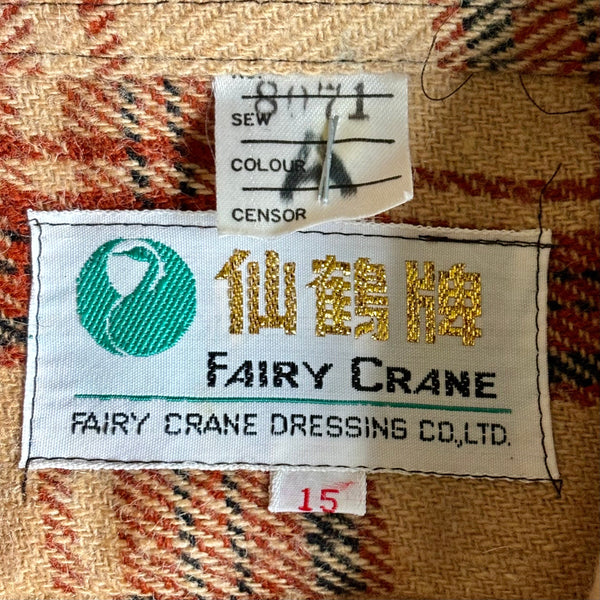 8071
SEW
COLOUR A
CENSOR
仙鶴牌
FAIRY CRANE
FAIRY CRANE DRESSING CO.,LTD.
15